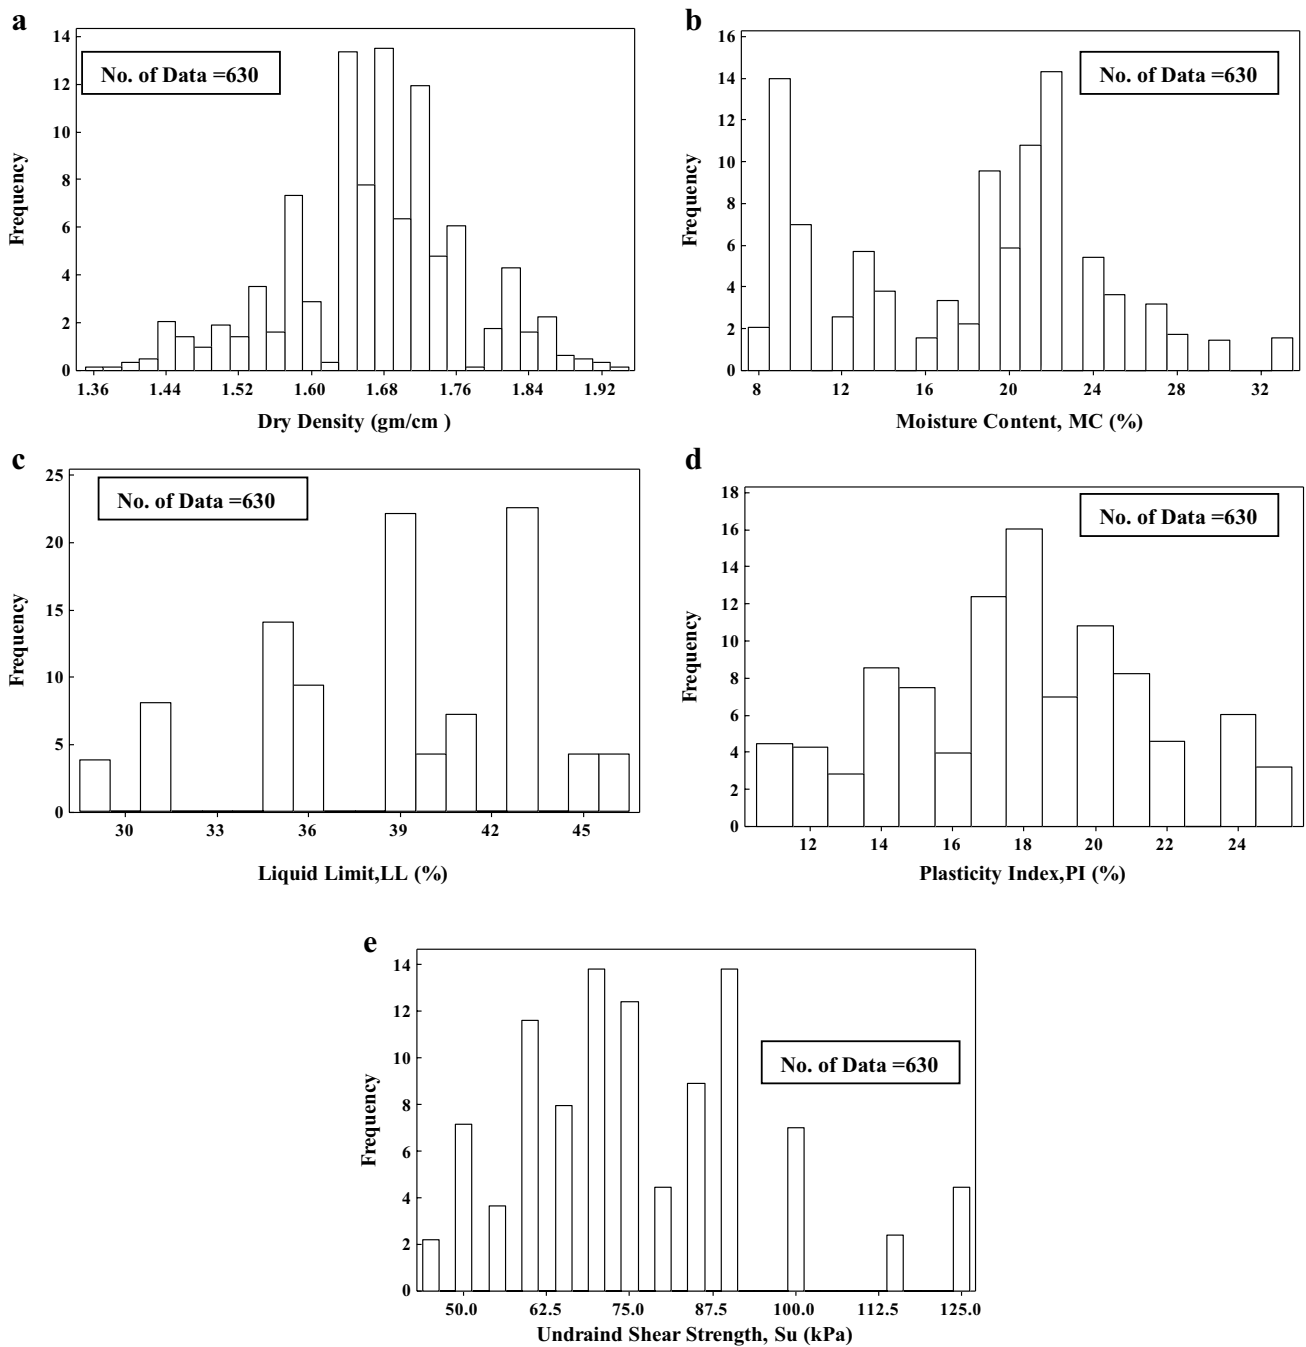 a
14
12
10
8
6
4
2
0
Frequency
No. of Data =630
1.36 1.44 1.52 1.60 1.68 1.76 1.84 1.92
Dry Density (gm/cm )
b
16
14
12
10
8
6
4
2
0
Frequency
No. of Data =630
8 12 16 20 24 28 32
Moisture Content, MC (%)
c
25
20
15
10
5
0
Frequency
No. of Data =630
30 33 36 39 42 45
Liquid Limit,LL (%)
d
18
16
14
12
10
8
6
4
2
0
Frequency
No. of Data =630
12 14 16 18 20 22 24
Plasticity Index,PI (%)
e
14
12
10
8
6
4
2
0
Frequency
No. of Data =630
50.0 62.5 75.0 87.5 100.0 112.5 125.0
Undraind Shear Strength, Su (kPa)